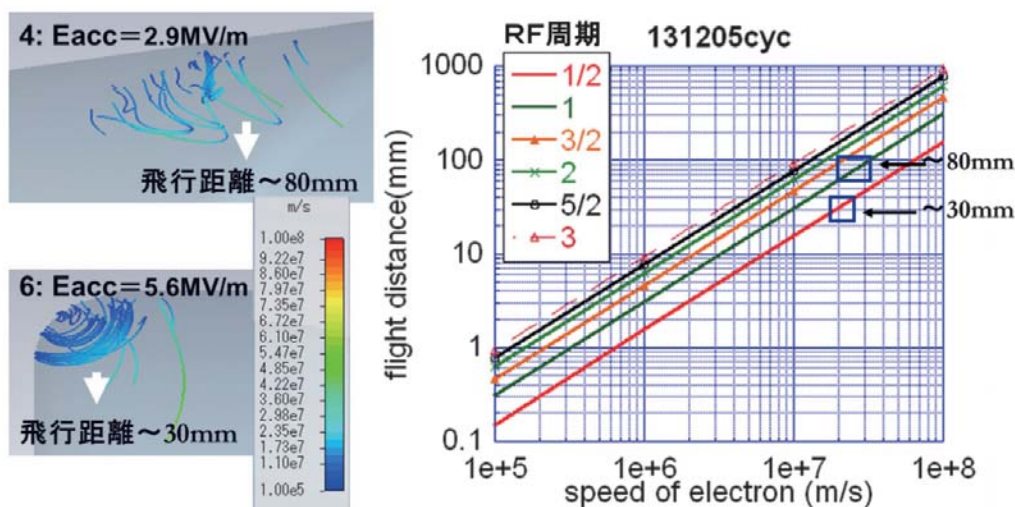 4: Eacc＝2.9MV/m
飛行距離～80mm
m/s
1.00e8
9.22e7
8.60e7
7.97e7
7.35e7
6.72e7
6.10e7
5.47e7
4.85e7
4.22e7
3.60e7
2.98e7
2.35e7
1.73e7
1.10e7
1.00e5
6: Eacc＝5.6MV/m
飛行距離～30mm
RF周期
131205cyc
1/2
1
3/2
2
5/2
3
flight distance(mm)
1000
100
10
1
0.1
～80mm
～30mm
1e+5
1e+6
1e+7
1e+8
speed of electron (m/s)